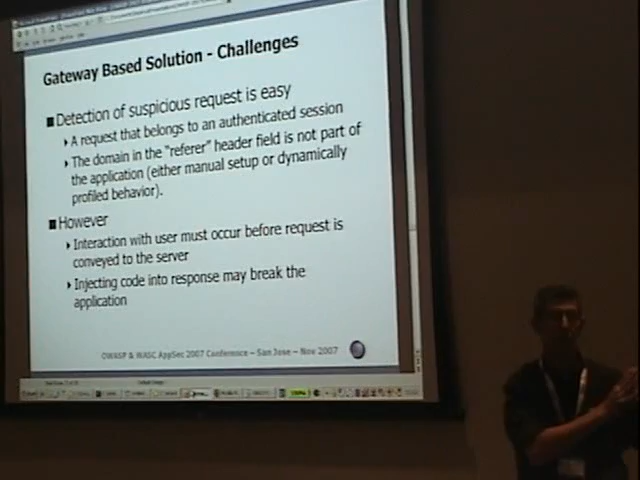 Gateway Based Solution - Challenges
Detection of suspicious request is easy
A request that belongs to an authenticated session
The domain in the "referer" header field is not part of
the application (either manual setup or dynamically
profiled behavior).
However
Interaction with user must occur before request is
conveyed to the server
Injecting code into response may break the
application
OWASP & WASC AppSec 2007 Conference – San Jose – Nov 2007